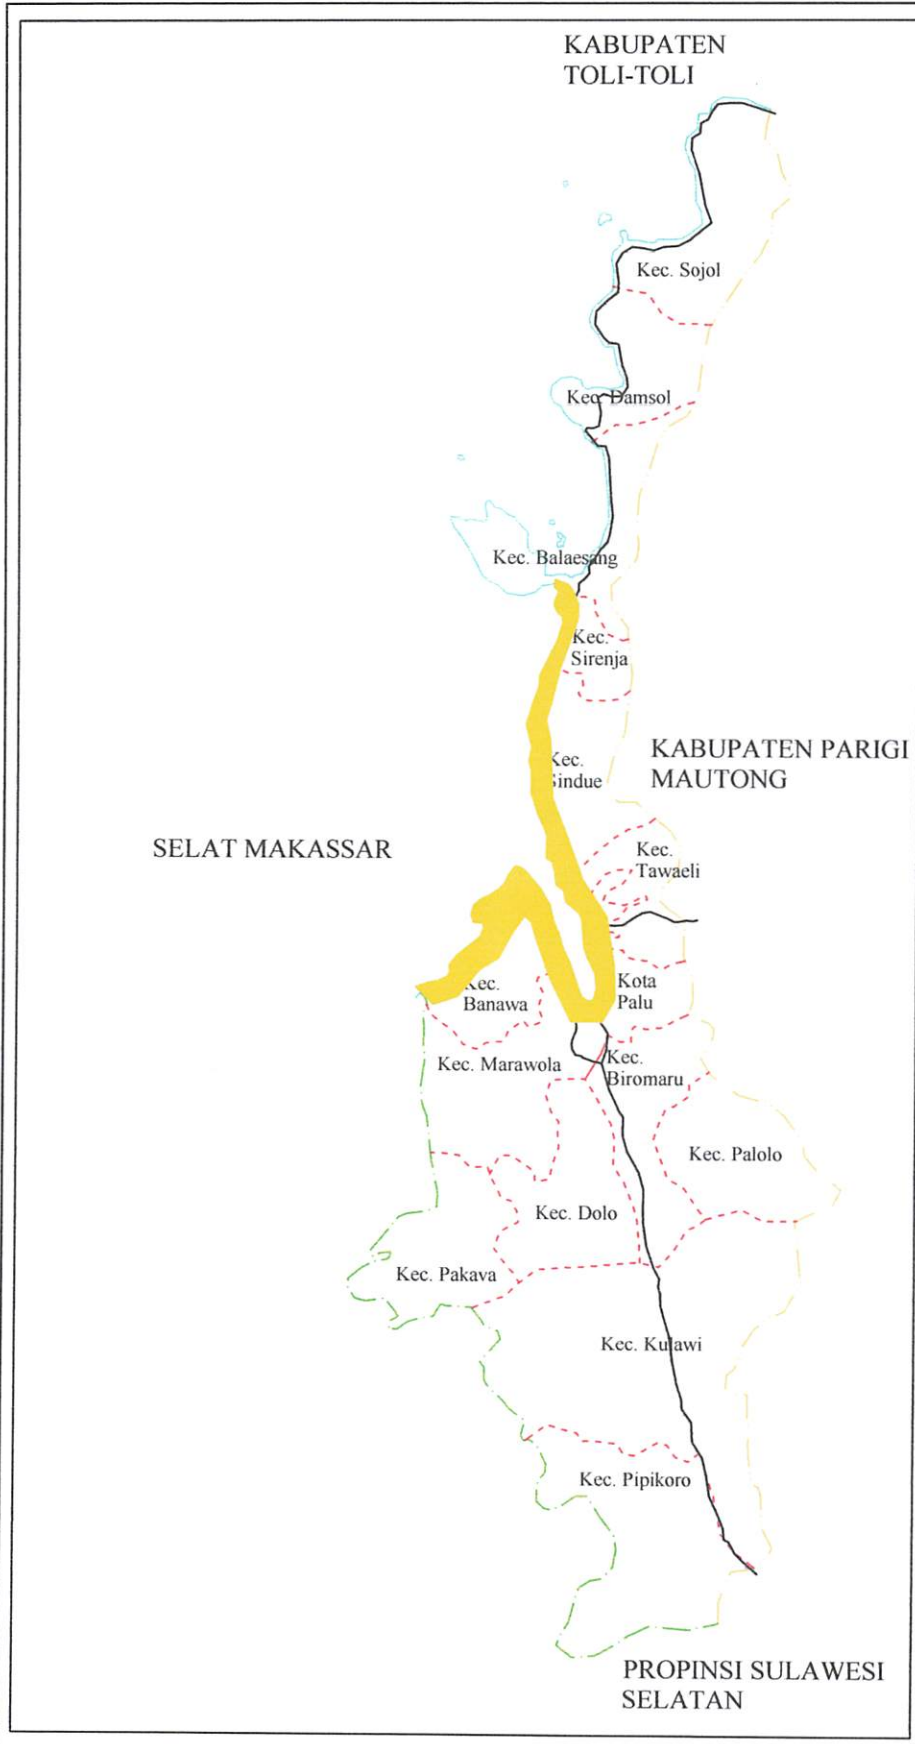 KABUPATEN
TOLI-TOLI
Kec. Sojol
Kec. Damsol
Kec. Balaesang
Kec.
Sirenja
KABUPATEN PARIGI
MAUTONG
Kec.
Sindue
SELAT MAKASSAR
Kec.
Tawaeli
Kota
Palu
Kec.
Banawa
Kec. Marawola
Kec.
Biromaru
Kec. Palolo
Kec. Dolo
Kec. Pakava
Kec. Kulawi
Kec. Pipikoro
PROPINSI SULAWESI
SELATAN